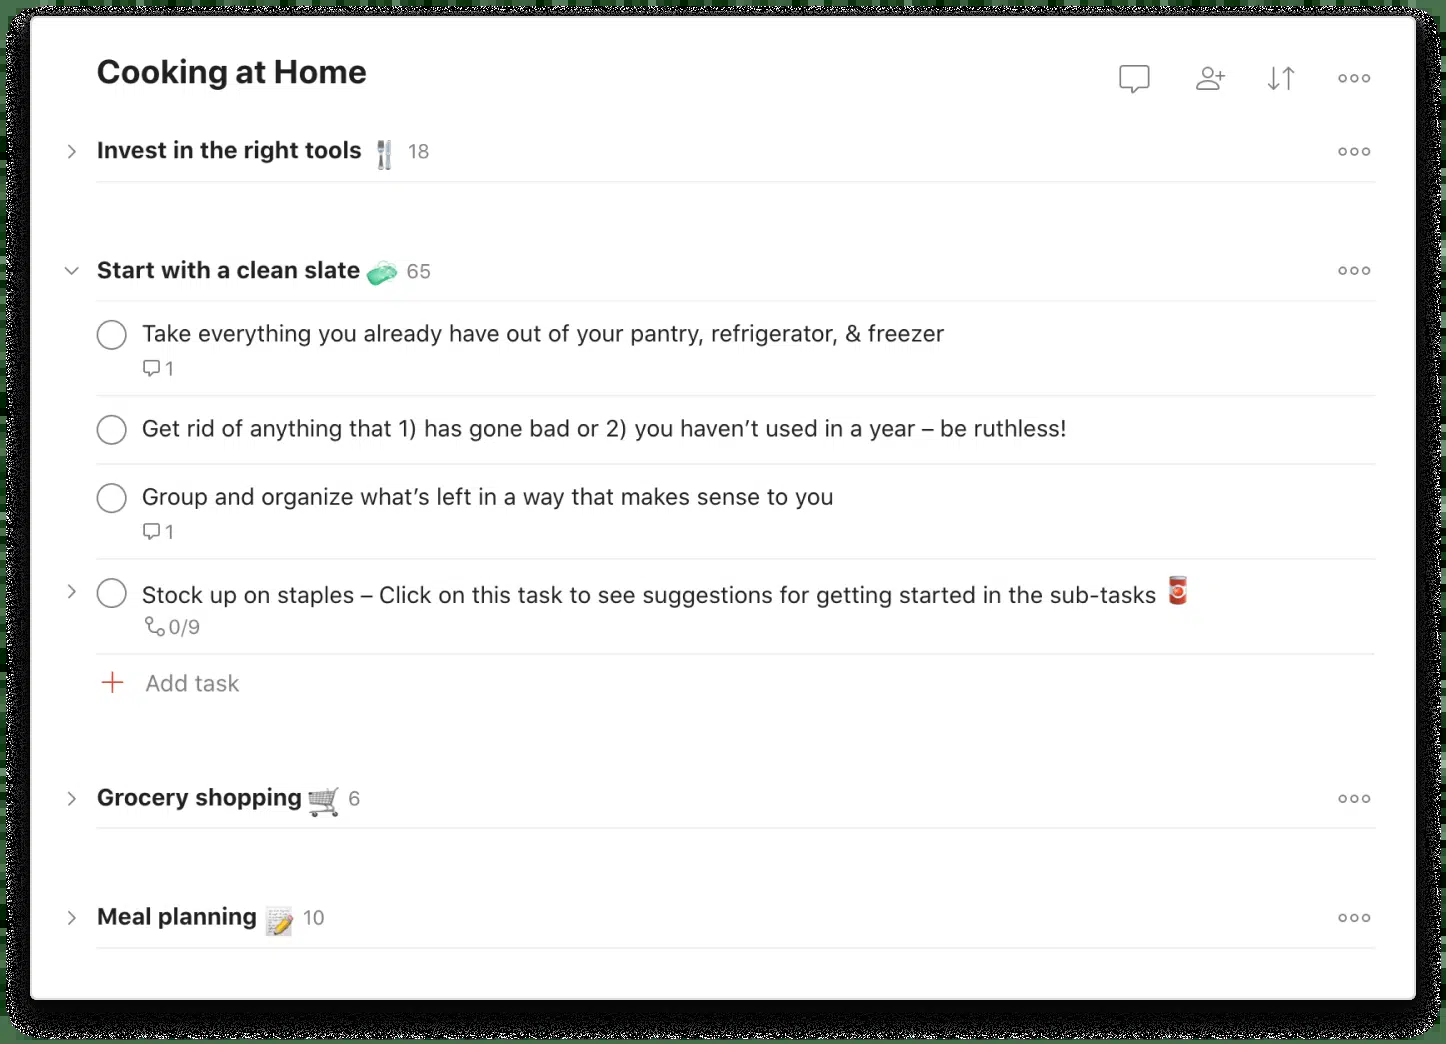 Cooking at Home
Invest in the right tools 🍴 18
Start with a clean slate 🧼 65
Take everything you already have out of your pantry, refrigerator, & freezer
1
Get rid of anything that 1) has gone bad or 2) you haven’t used in a year – be ruthless!
Group and organize what’s left in a way that makes sense to you
1
Stock up on staples – Click on this task to see suggestions for getting started in the sub-tasks 🥫
0/9
Add task
Grocery shopping 🛒 6
Meal planning 📝 10